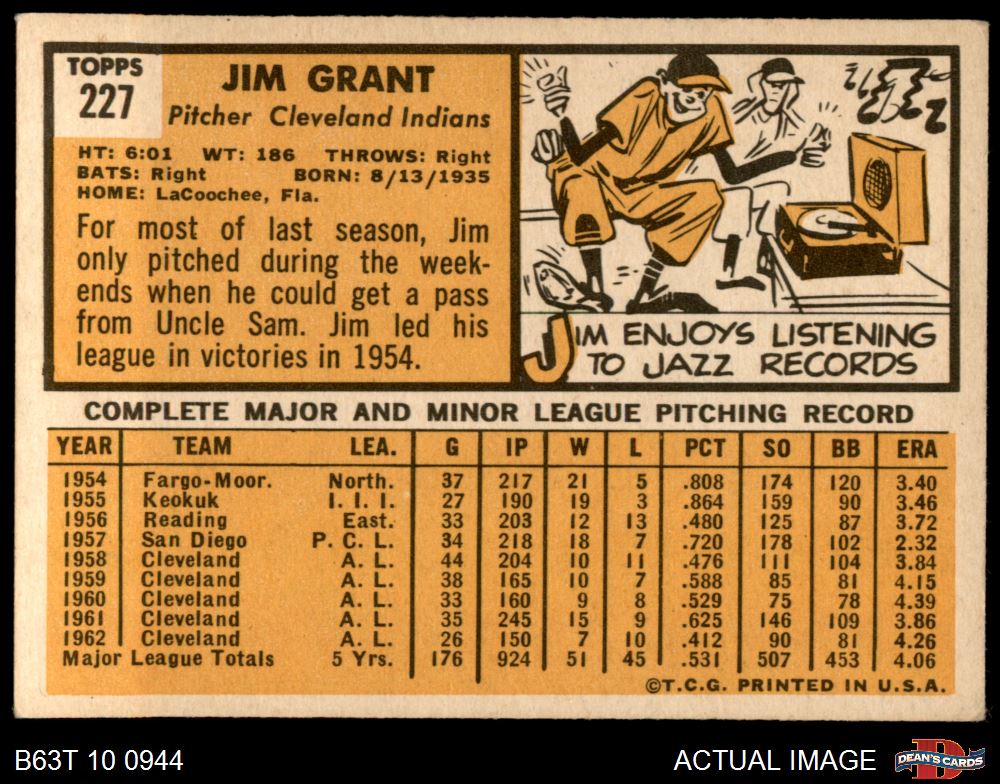 TOPPS
227
JIM GRANT
Pitcher Cleveland Indians
HT: 6:01 WT: 186 THROWS: Right
BATS: Right BORN: 8/13/1935
HOME: LaCoochee, Fla.
For most of last season, Jim
only pitched during the week-
ends when he could get a pass
from Uncle Sam. Jim led his
league in victories in 1954.
JIM ENJOYS LISTENING
TO JAZZ RECORDS
COMPLETE MAJOR AND MINOR LEAGUE PITCHING RECORD
YEAR TEAM LEA. G IP W L PCT SO BB ERA
1954 Fargo-Moor. North. 37 217 21 5 .808 174 120 3.40
1955 Keokuk I. I. I. 27 190 19 3 .864 159 90 3.46
1956 Reading East. 33 203 12 13 .480 125 87 3.72
1957 San Diego P. C. L. 34 218 18 7 .720 178 102 2.32
1958 Cleveland A. L. 44 204 10 11 .476 111 104 3.84
1959 Cleveland A. L. 38 165 10 7 .588 85 81 4.15
1960 Cleveland A. L. 33 160 9 8 .529 75 78 4.39
1961 Cleveland A. L. 35 245 15 9 .625 146 109 3.86
1962 Cleveland A. L. 26 150 7 10 .412 90 81 4.26
Major League Totals 5 Yrs. 176 924 51 45 .531 507 453 4.06
©T.C.G. PRINTED IN U.S.A.
B63T 10 0944
ACTUAL IMAGE
D
DEAN'S CARDS